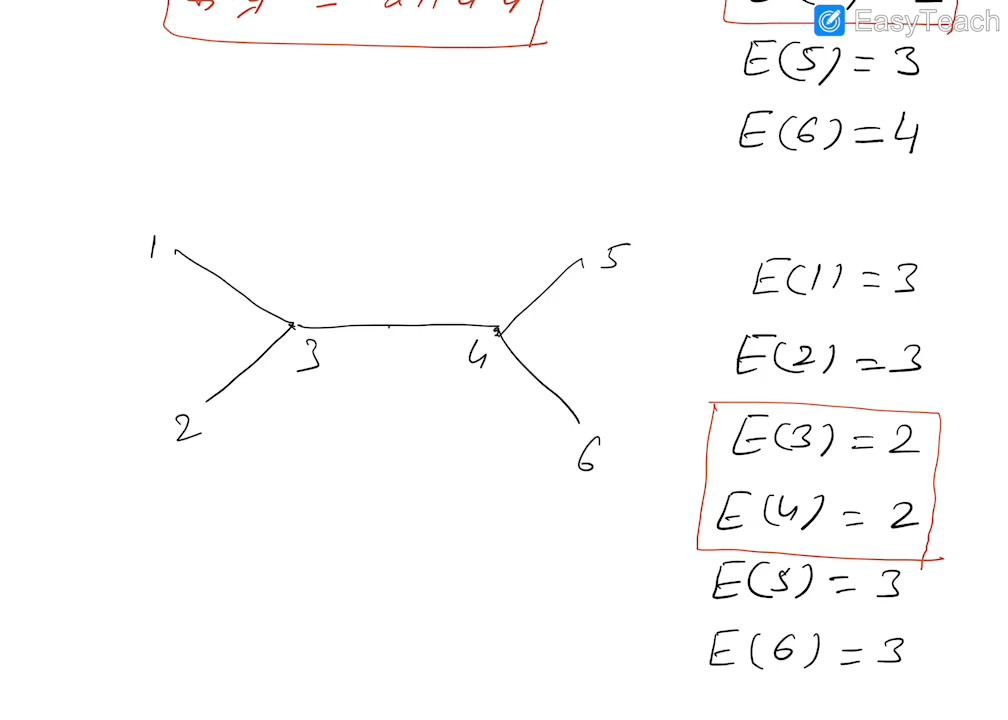 EasyTeach
E(5) = 3
E(6) = 4
1
5
3
4
2
6
E(1) = 3
E(2) = 3
E(3) = 2
E(4) = 2
E(5) = 3
E(6) = 3